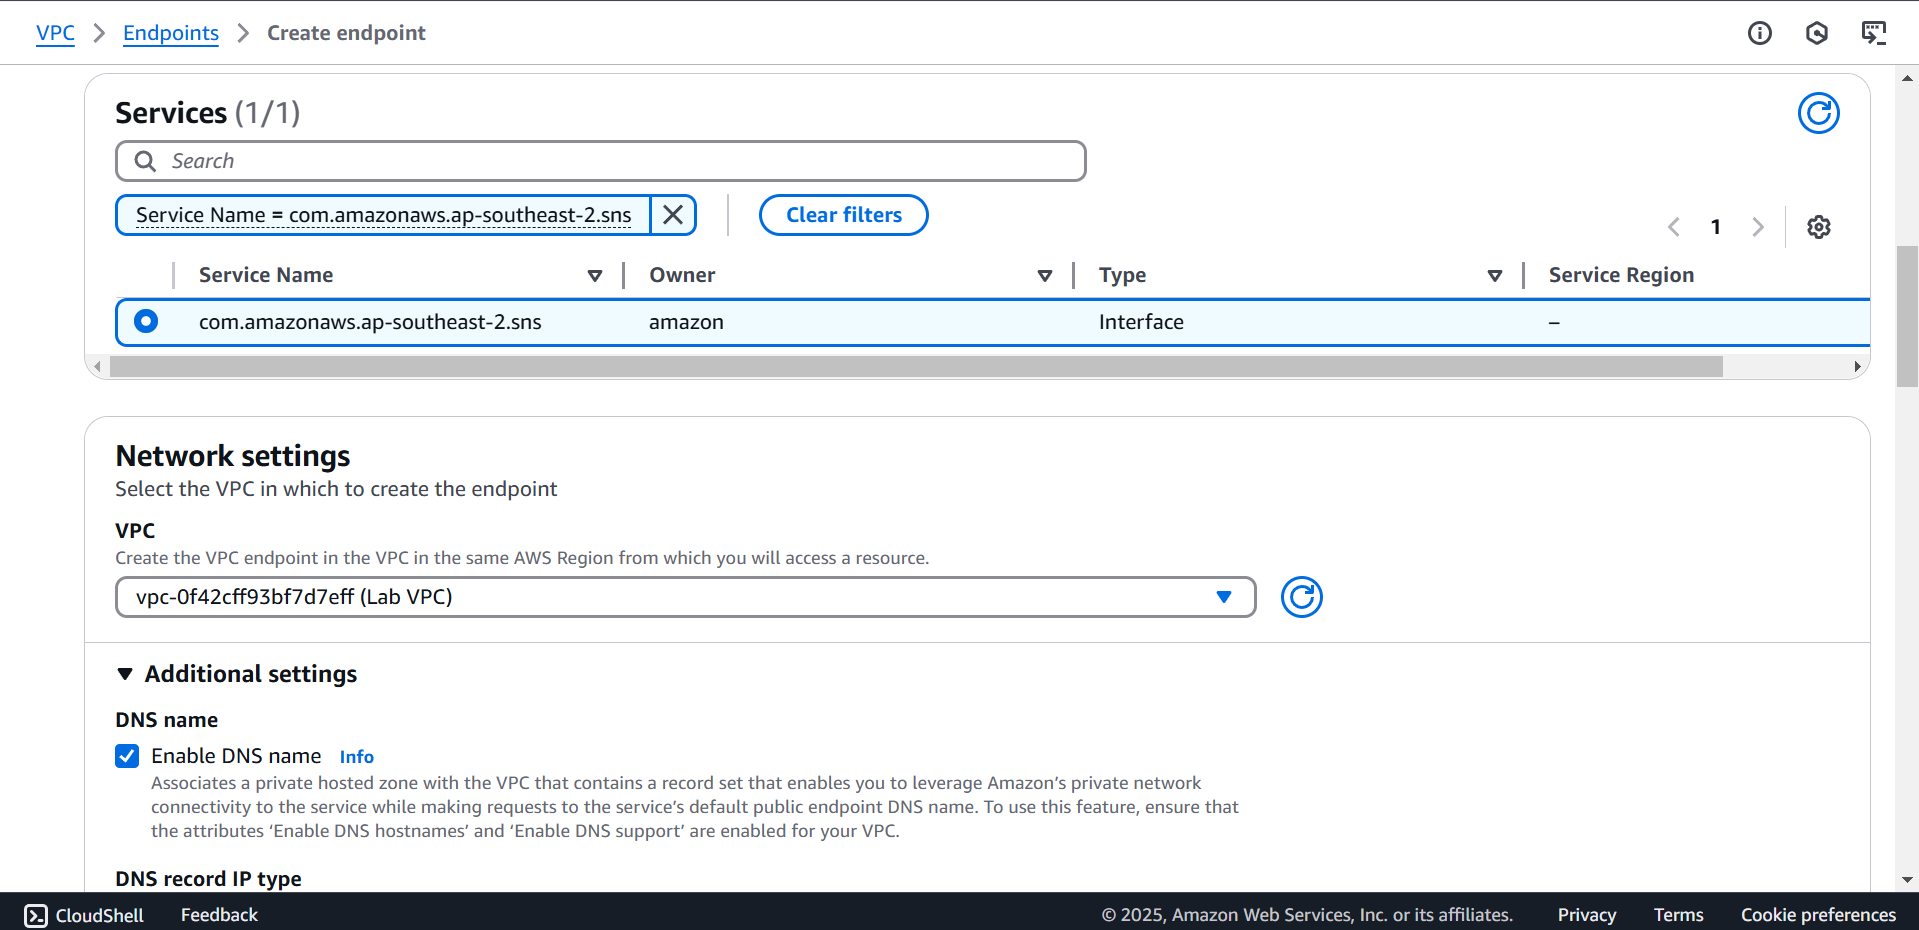 VPC > Endpoints > Create endpoint
Services (1/1)
Search
Service Name = com.amazonaws.ap-southeast-2.sns
Clear filters
1
Service Name Owner Type Service Region
com.amazonaws.ap-southeast-2.sns amazon Interface –
Network settings
Select the VPC in which to create the endpoint
VPC
Create the VPC endpoint in the VPC in the same AWS Region from which you will access a resource.
vpc-0f42cff93bf7d7eff (Lab VPC)
Additional settings
DNS name
Enable DNS name Info
Associates a private hosted zone with the VPC that contains a record set that enables you to leverage Amazon’s private network
connectivity to the service while making requests to the service’s default public endpoint DNS name. To use this feature, ensure that
the attributes ‘Enable DNS hostnames’ and ‘Enable DNS support’ are enabled for your VPC.
DNS record IP type
CloudShell Feedback © 2025, Amazon Web Services, Inc. or its affiliates. Privacy Terms Cookie preferences